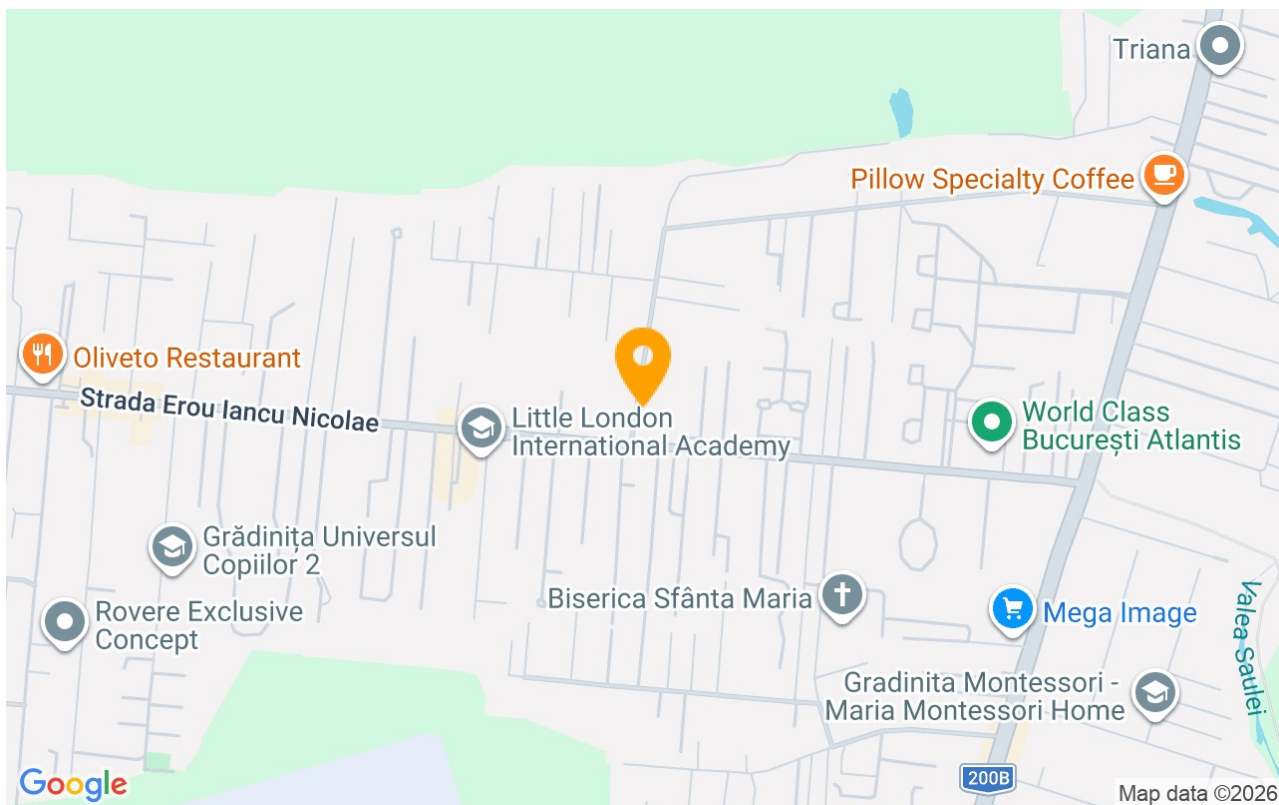 Triana
Pillow Specialty Coffee
Oliveto Restaurant
Strada Erou Iancu Nicolae
Little London
International Academy
World Class
București Atlantis
Grădinița Universul
Copiilor 2
Biserica Sfânta Maria
Rovere Exclusive
Concept
Mega Image
Valea Saulei
Gradinita Montessori -
Maria Montessori Home
200B
Google
Map data ©2026